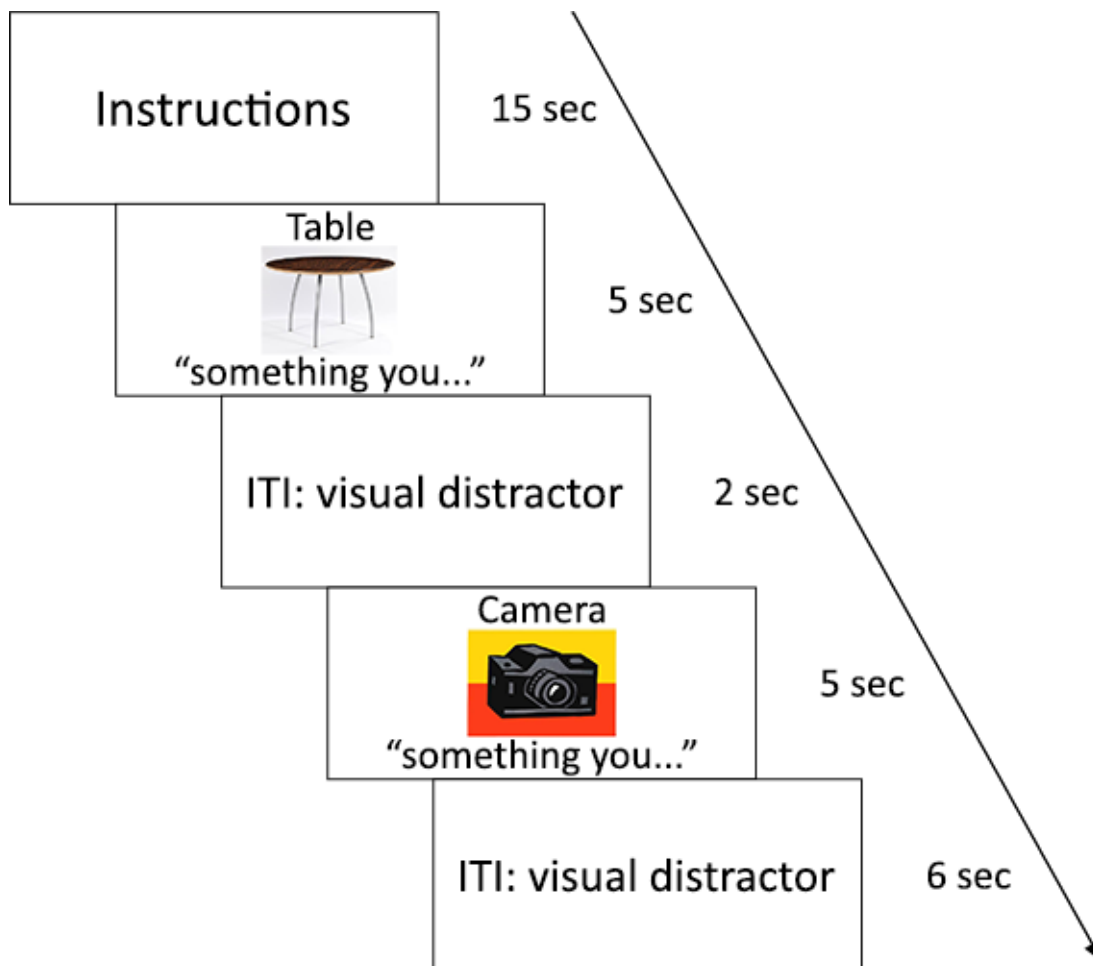 Instructions
15 sec
Table
“something you...”
5 sec
ITI: visual distractor
2 sec
Camera
“something you...”
5 sec
ITI: visual distractor
6 sec